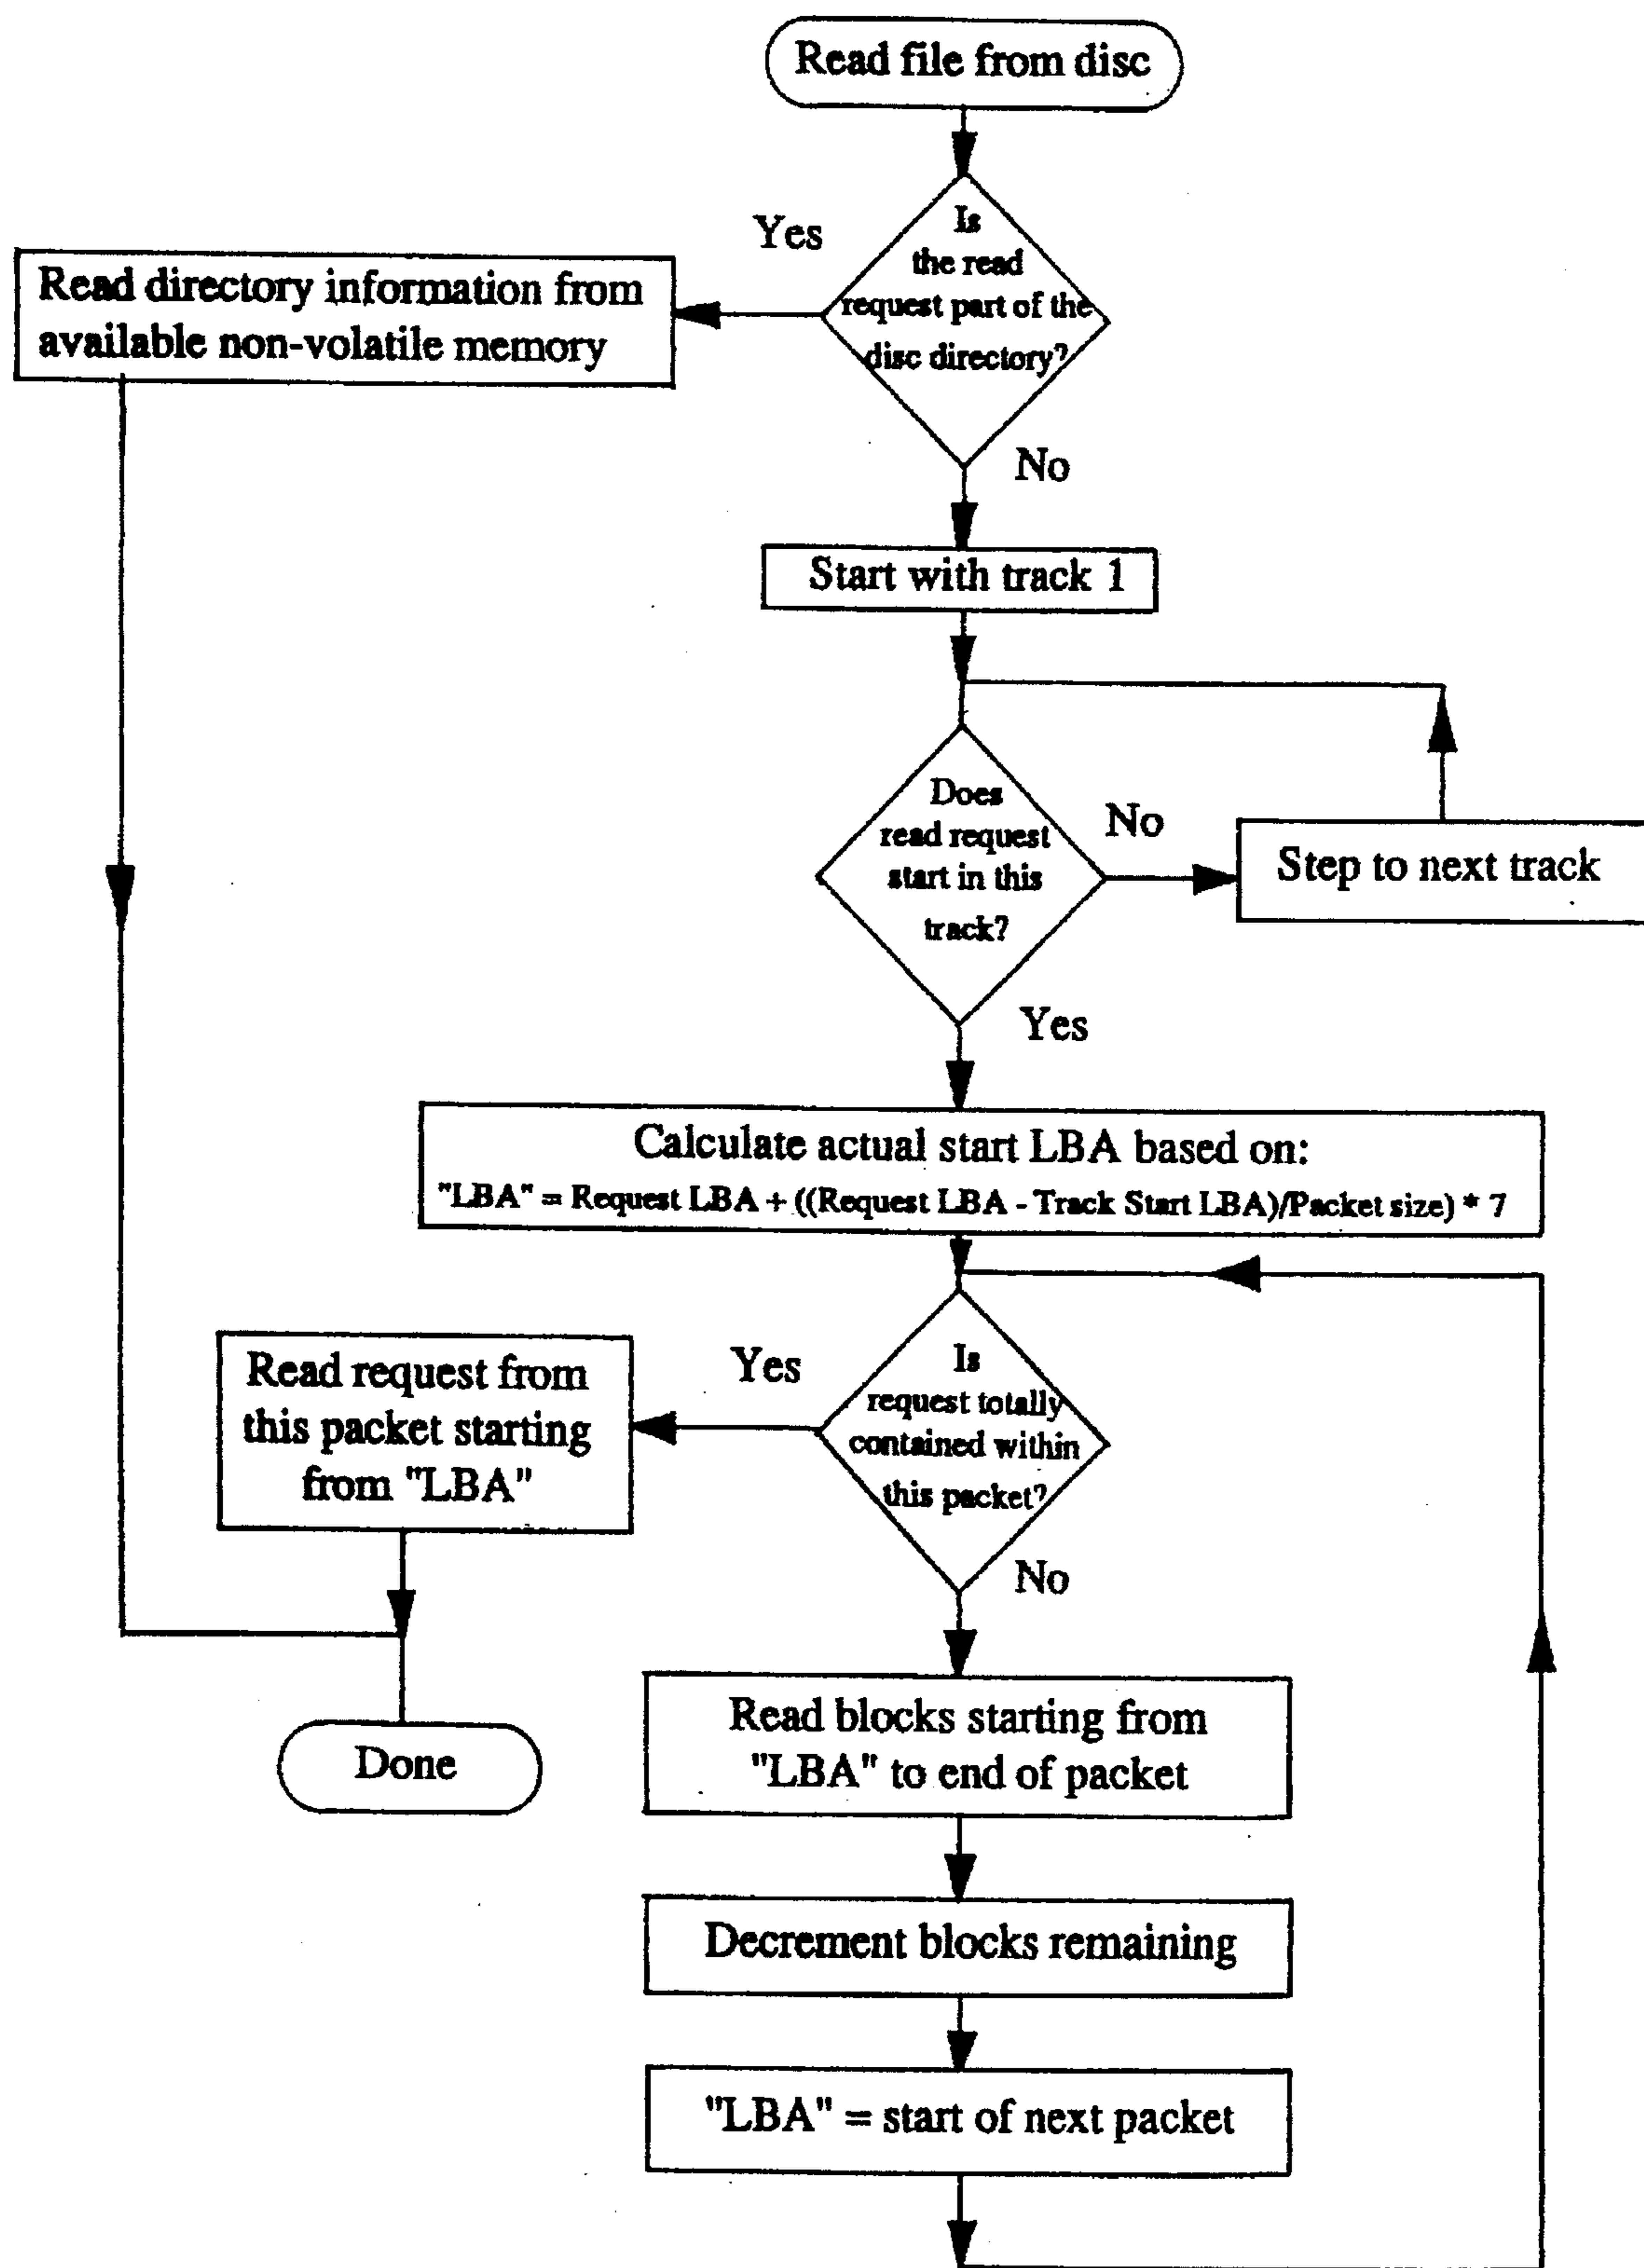 Read file from disc
Is
the read
request part of the
disc directory?
Yes
Read directory information from
available non-volatile memory
No
Start with track 1
Does
read request
start in this
track?
No
Step to next track
Yes
Calculate actual start LBA based on:
"LBA" = Request LBA + ((Request LBA - Track Start LBA)/Packet size) * 7
Is
request totally
contained within
this packet?
Yes
Read request from
this packet starting
from "LBA"
No
Done
Read blocks starting from
"LBA" to end of packet
Decrement blocks remaining
"LBA" = start of next packet